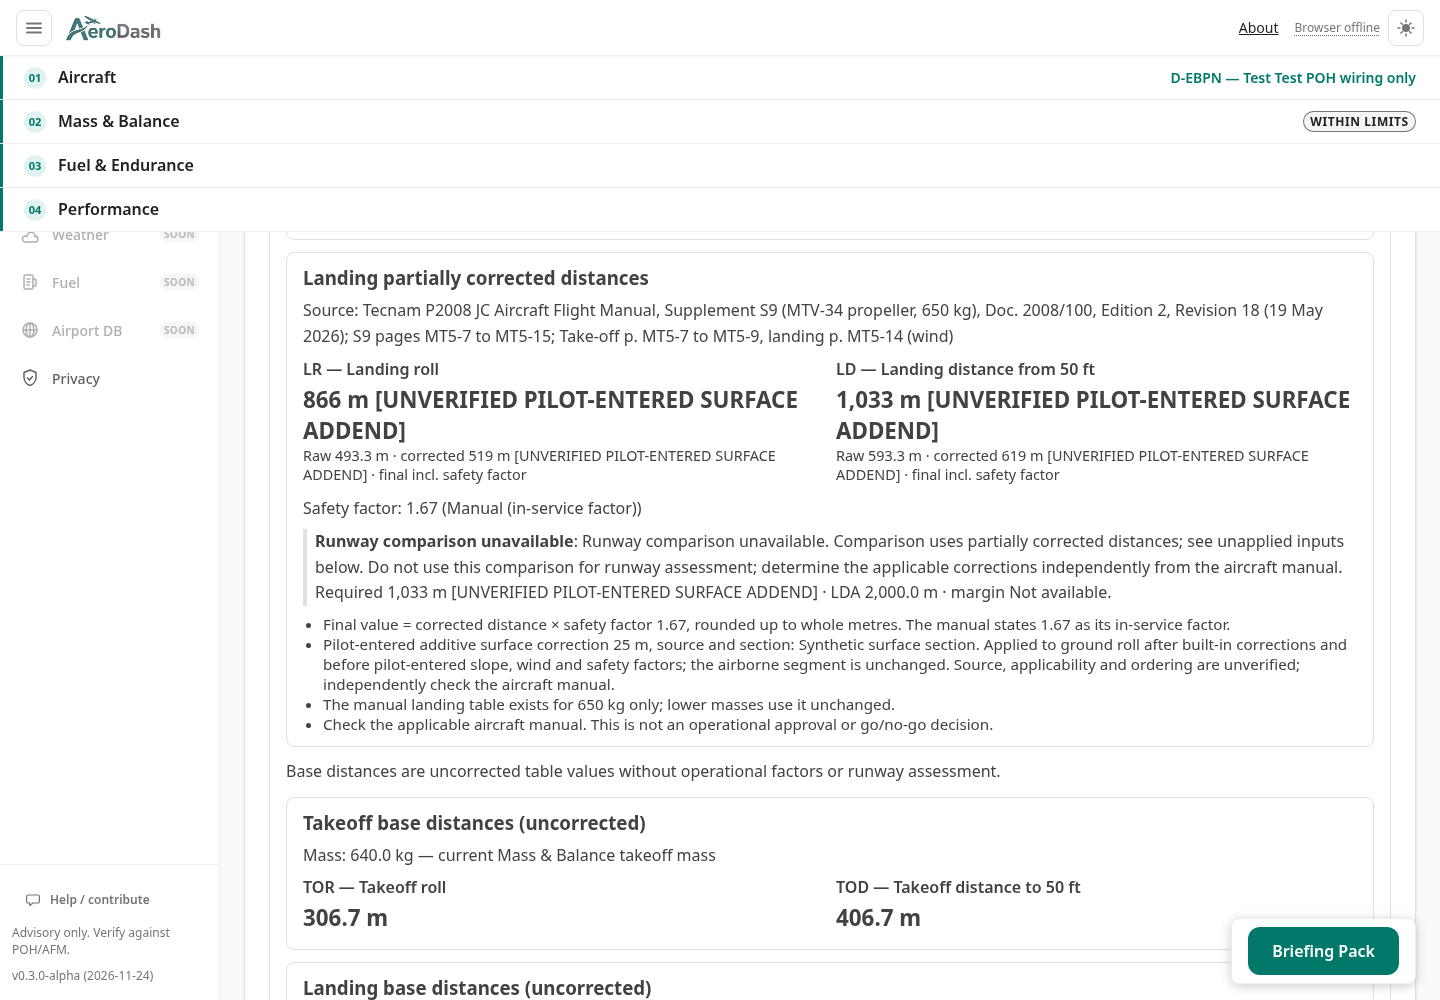 AeroDash
About
Browser offline
01 Aircraft
D-EBPN — Test Test POH wiring only
02 Mass & Balance
WITHIN LIMITS
03 Fuel & Endurance
04 Performance
Weather SOON
Fuel SOON
Airport DB SOON
Privacy
Landing partially corrected distances
Source: Tecnam P2008 JC Aircraft Flight Manual, Supplement S9 (MTV-34 propeller, 650 kg), Doc. 2008/100, Edition 2, Revision 18 (19 May
2026); S9 pages MT5-7 to MT5-15; Take-off p. MT5-7 to MT5-9, landing p. MT5-14 (wind)
LR — Landing roll
866 m [UNVERIFIED PILOT-ENTERED SURFACE
ADDEND]
Raw 493.3 m · corrected 519 m [UNVERIFIED PILOT-ENTERED SURFACE
ADDEND] · final incl. safety factor
LD — Landing distance from 50 ft
1,033 m [UNVERIFIED PILOT-ENTERED SURFACE
ADDEND]
Raw 593.3 m · corrected 619 m [UNVERIFIED PILOT-ENTERED SURFACE
ADDEND] · final incl. safety factor
Safety factor: 1.67 (Manual (in-service factor))
Runway comparison unavailable: Runway comparison unavailable. Comparison uses partially corrected distances; see unapplied inputs
below. Do not use this comparison for runway assessment; determine the applicable corrections independently from the aircraft manual.
Required 1,033 m [UNVERIFIED PILOT-ENTERED SURFACE ADDEND] · LDA 2,000.0 m · margin Not available.
• Final value = corrected distance × safety factor 1.67, rounded up to whole metres. The manual states 1.67 as its in-service factor.
• Pilot-entered additive surface correction 25 m, source and section: Synthetic surface section. Applied to ground roll after built-in corrections and
before pilot-entered slope, wind and safety factors; the airborne segment is unchanged. Source, applicability and ordering are unverified;
independently check the aircraft manual.
• The manual landing table exists for 650 kg only; lower masses use it unchanged.
• Check the applicable aircraft manual. This is not an operational approval or go/no-go decision.
Base distances are uncorrected table values without operational factors or runway assessment.
Takeoff base distances (uncorrected)
Mass: 640.0 kg — current Mass & Balance takeoff mass
TOR — Takeoff roll
306.7 m
TOD — Takeoff distance to 50 ft
406.7 m
Landing base distances (uncorrected)
Help / contribute
Advisory only. Verify against
POH/AFM.
v0.3.0-alpha (2026-11-24)
Briefing Pack